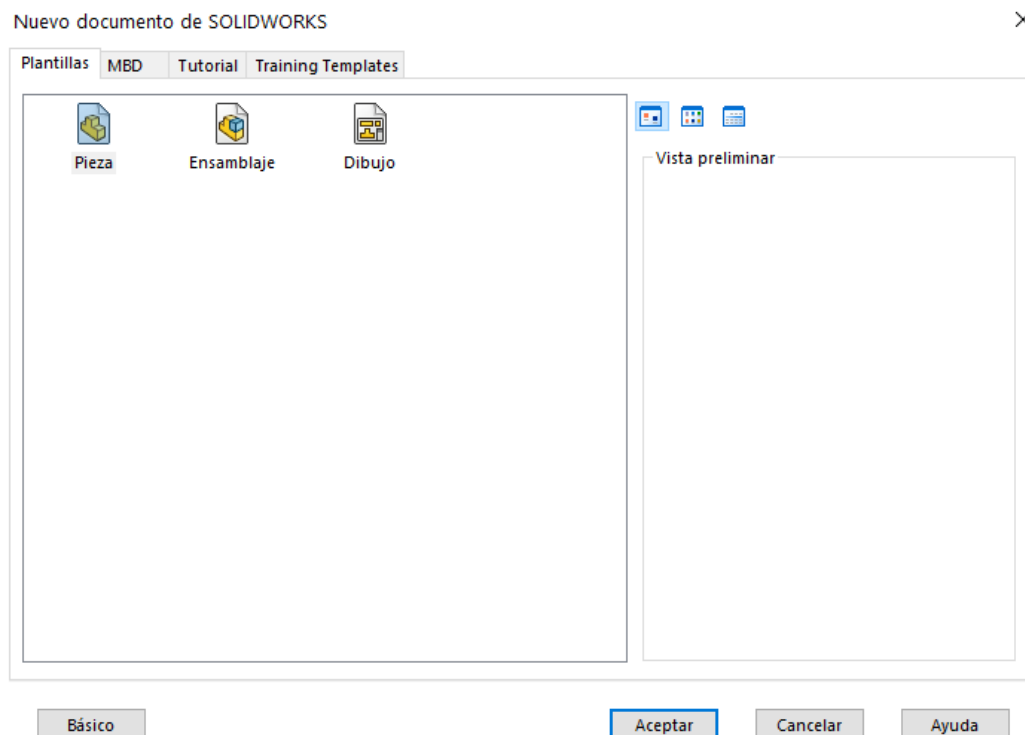 Nuevo documento de SOLIDWORKS
Plantillas MBD Tutorial Training Templates
Pieza Ensamblaje Dibujo
Vista preliminar
Básico Aceptar Cancelar Ayuda